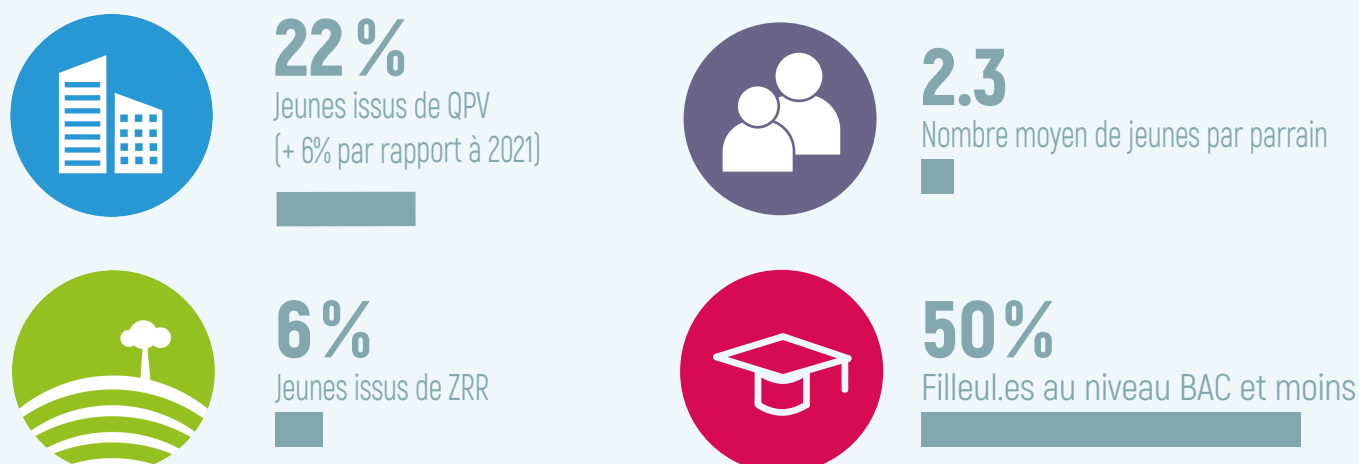 22 %
Jeunes issus de QPV
(+ 6% par rapport à 2021)
2.3
Nombre moyen de jeunes par parrain
6 %
Jeunes issus de ZRR
50 %
Filleul.es au niveau BAC et moins